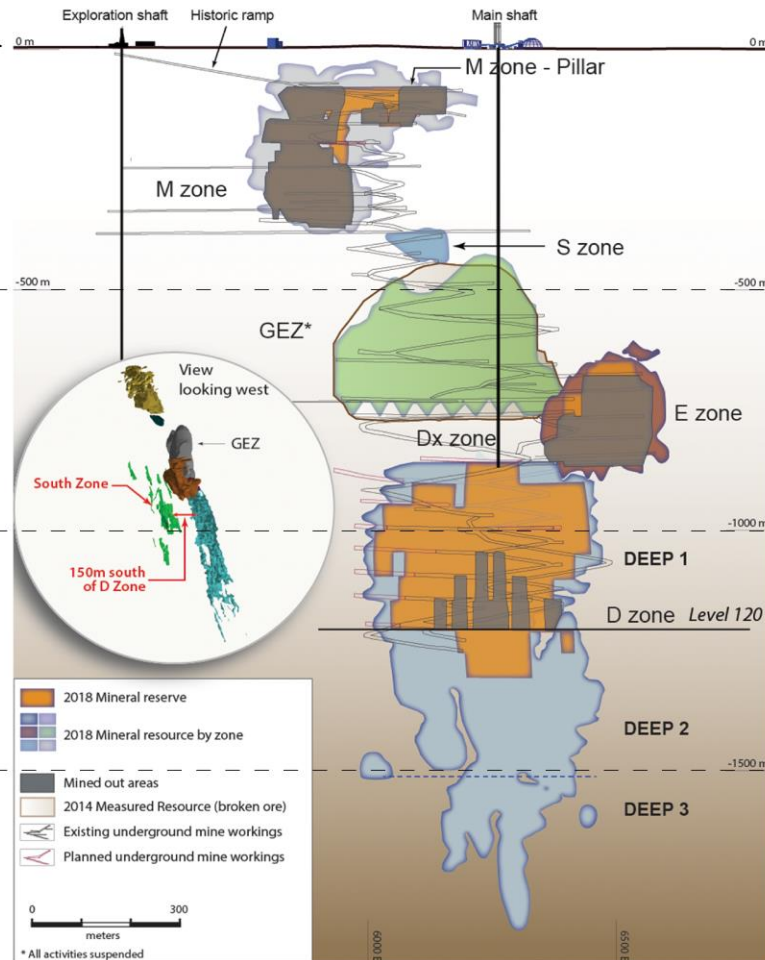 Exploration shaft
Historic ramp
Main shaft
0 m
0 m
M zone - Pillar
M zone
S zone
-500 m
-500 m
GEZ*
View
looking west
GEZ
E zone
Dx zone
South Zone
-1000 m
150m south
of D Zone
DEEP 1
D zone Level 120
2018 Mineral reserve
2018 Mineral resource by zone
DEEP 2
-1500 m
Mined out areas
2014 Measured Resource (broken ore)
DEEP 3
Existing underground mine workings
Planned underground mine workings
0 300
meters
* All activities suspended